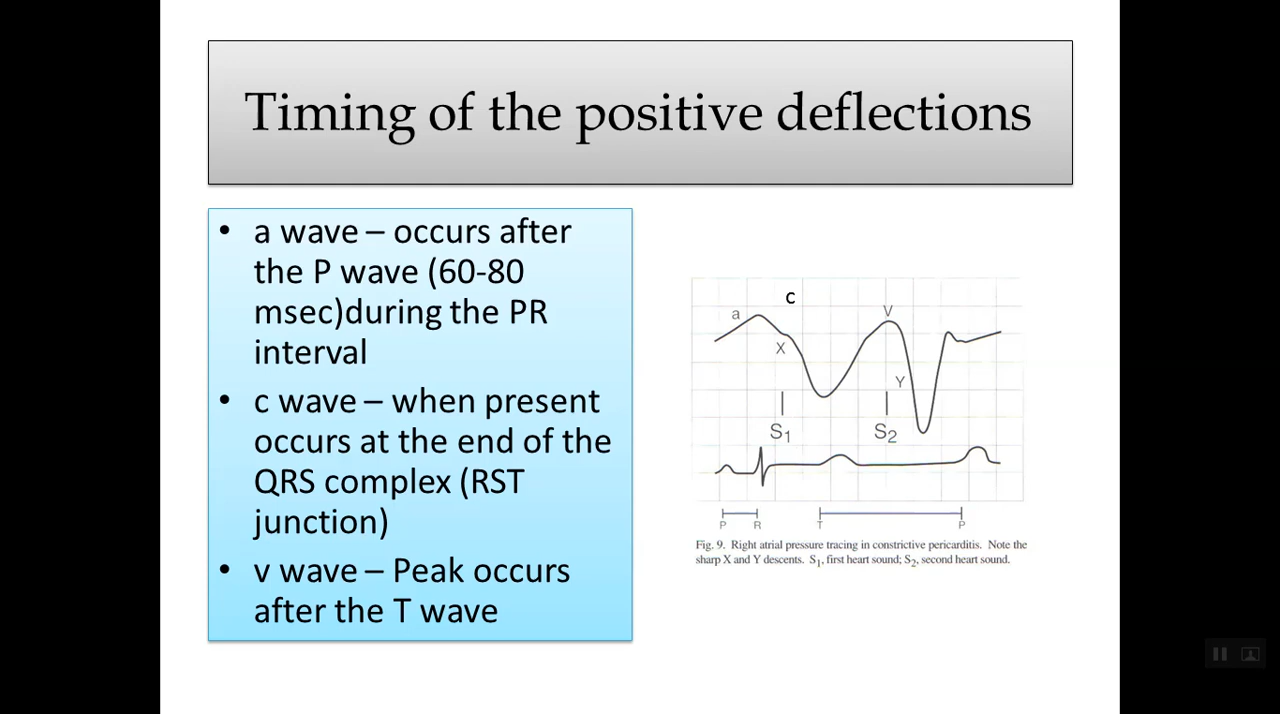 Timing of the positive deflections
• a wave – occurs after
the P wave (60-80
msec)during the PR
interval
• c wave – when present
occurs at the end of the
QRS complex (RST
junction)
• v wave – Peak occurs
after the T wave
c
a
V
X
Y
S1
S2
P
R
T
P
Fig. 9. Right atrial pressure tracing in constrictive pericarditis. Note the
sharp X and Y descents. S1, first heart sound; S2, second heart sound.